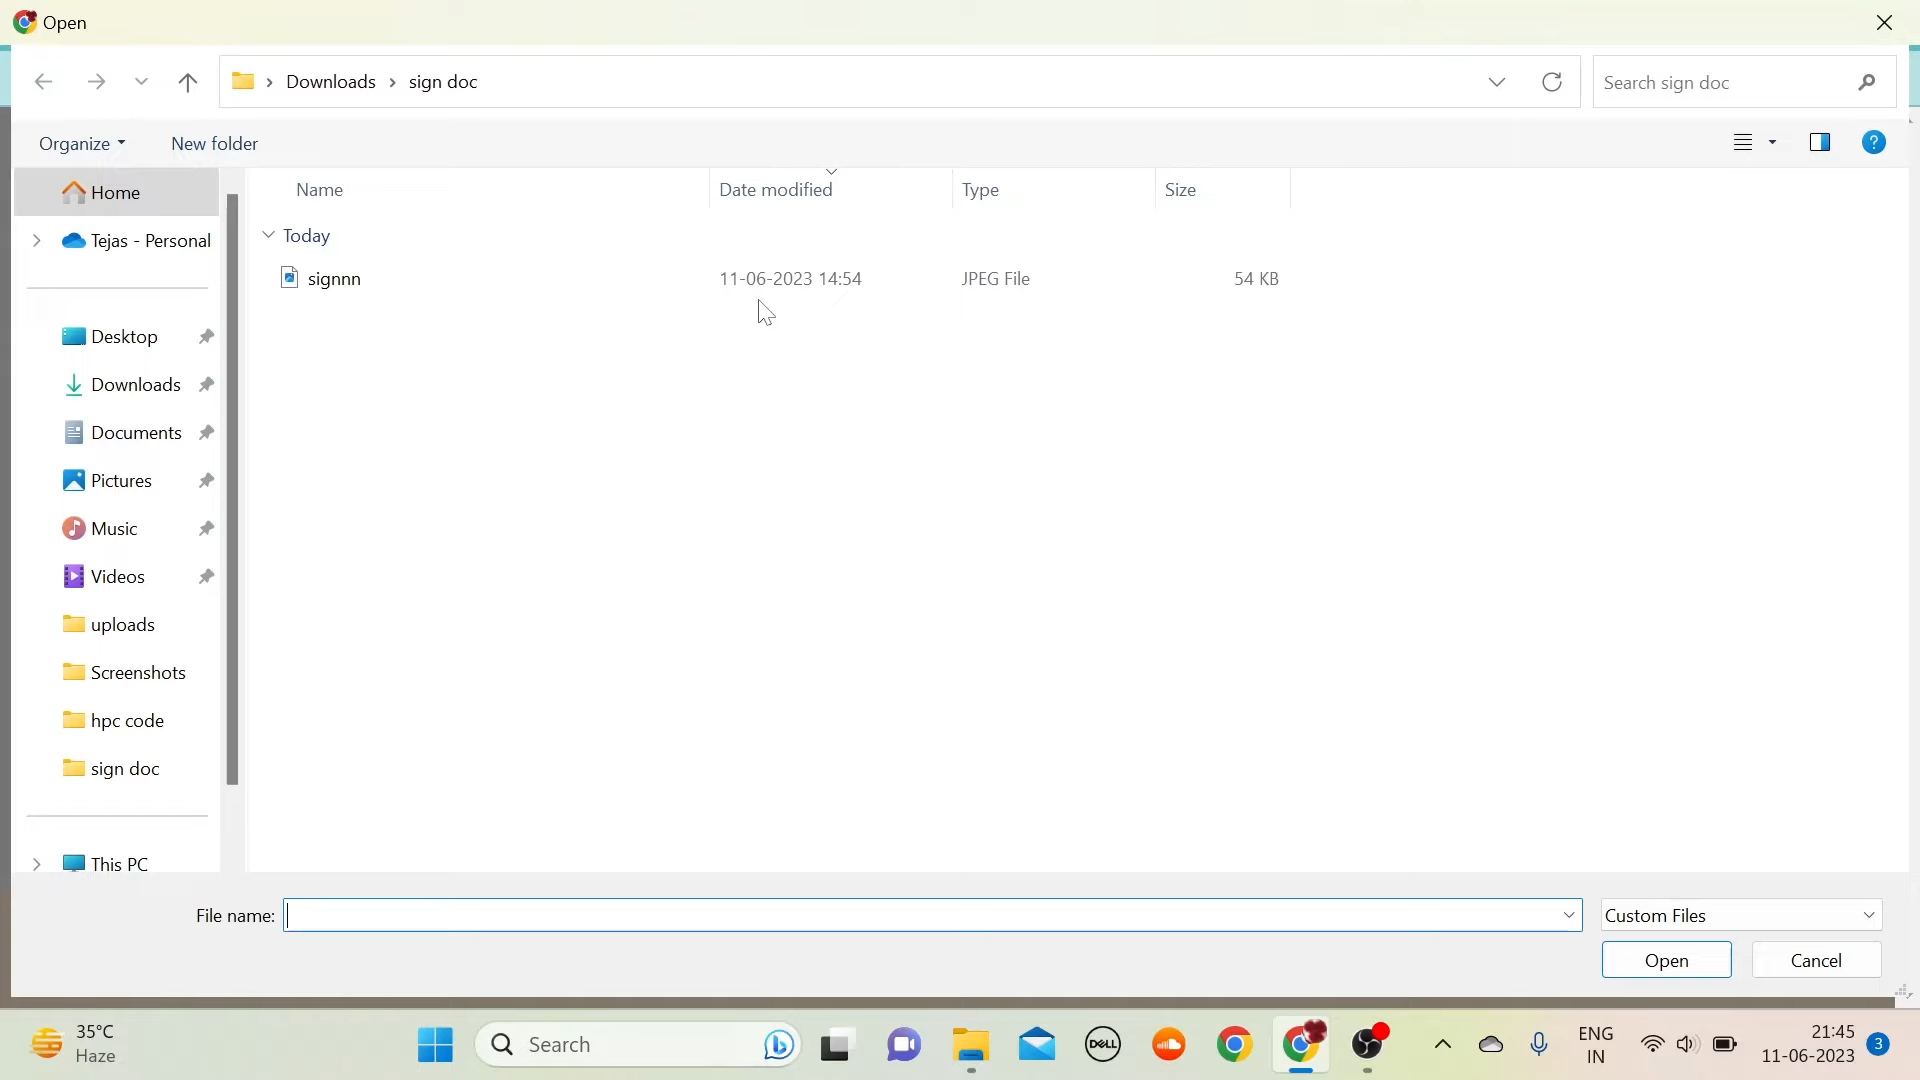 Open
Downloads › sign doc
Search sign doc
Organize
New folder
?
Name
Date modified
Type
Size
Home
Tejas - Personal
Desktop
Downloads
Documents
Pictures
Music
Videos
uploads
Screenshots
hpc code
sign doc
This PC
Today
signnn
11-06-2023 14:54
JPEG File
54 KB
File name:
Custom Files
Open
Cancel
35°C
Haze
Search
DELL
ENG
IN
21:45
11-06-2023
3